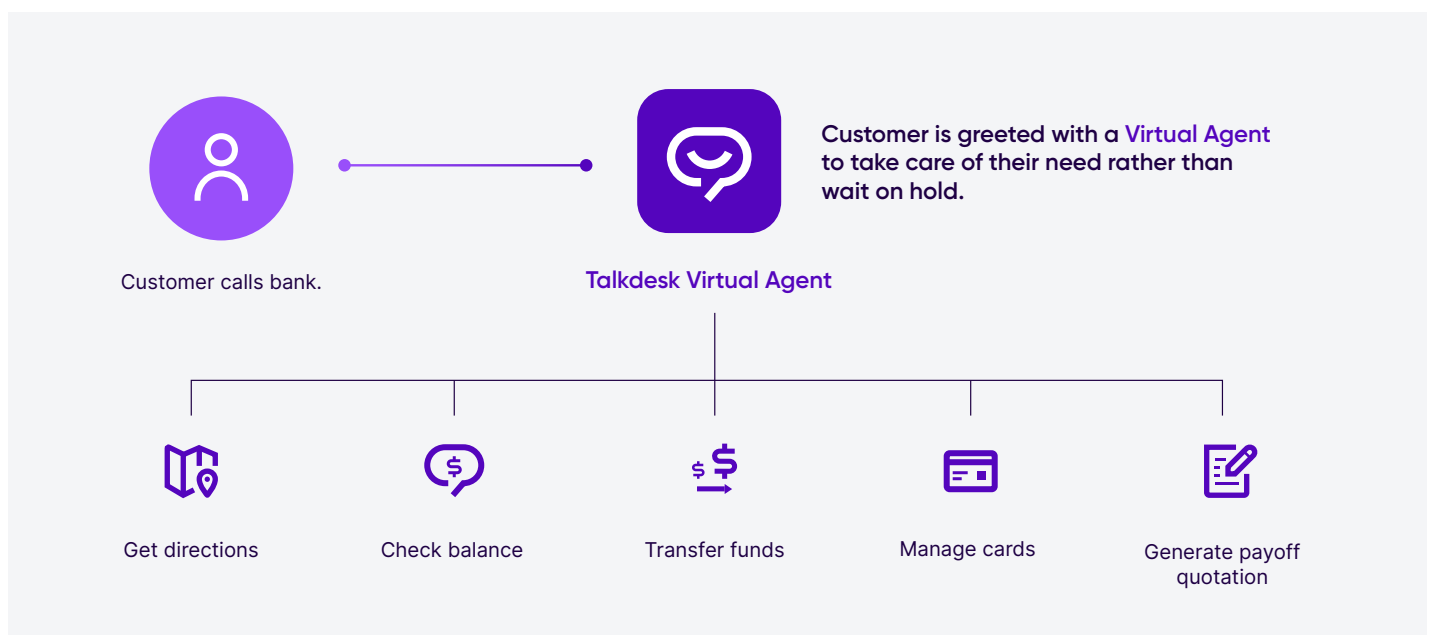 Customer is greeted with a Virtual Agent
to take care of their need rather than
wait on hold.
Customer calls bank.
Talkdesk Virtual Agent
Get directions
Check balance
Transfer funds
Manage cards
Generate payoff
quotation